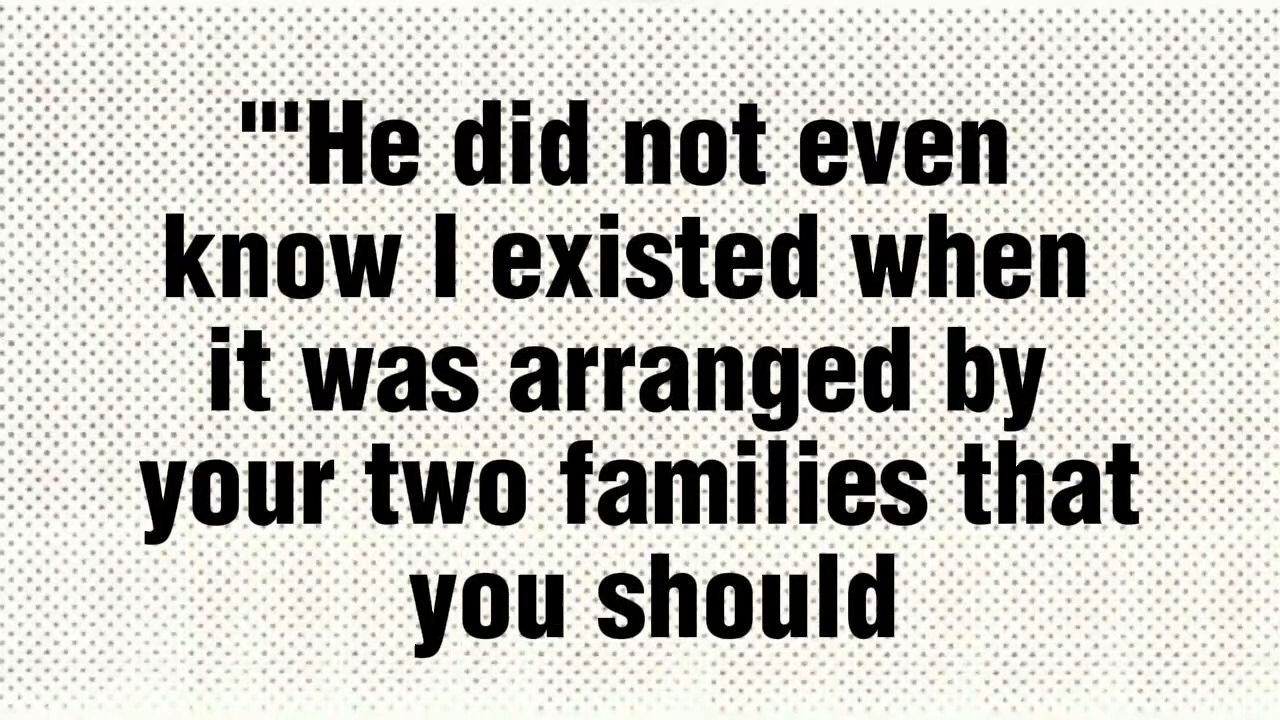 "'He did not even
know I existed when
it was arranged by
your two families that
you should